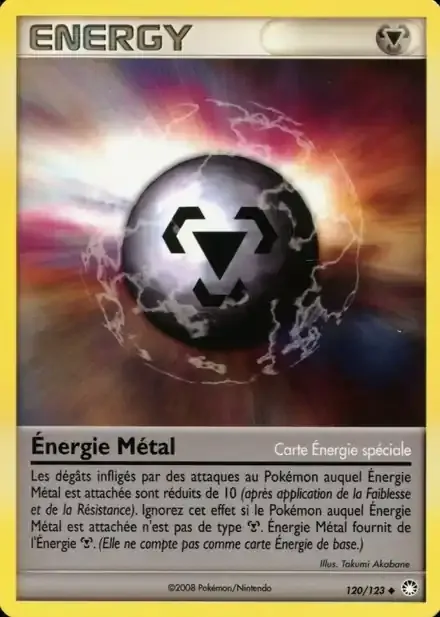 ENERGY
Énergie Métal
Carte Énergie spéciale
Les dégâts infligés par des attaques au Pokémon auquel Énergie
Métal est attachée sont réduits de 10 (après application de la Faiblesse
et de la Résistance). Ignorez cet effet si le Pokémon auquel Énergie
Métal est attachée n'est pas de type . Énergie Métal fournit de
l'Énergie . (Elle ne compte pas comme carte Énergie de base.)
Illus. Takumi Akabane
©2008 Pokémon/Nintendo
120/123